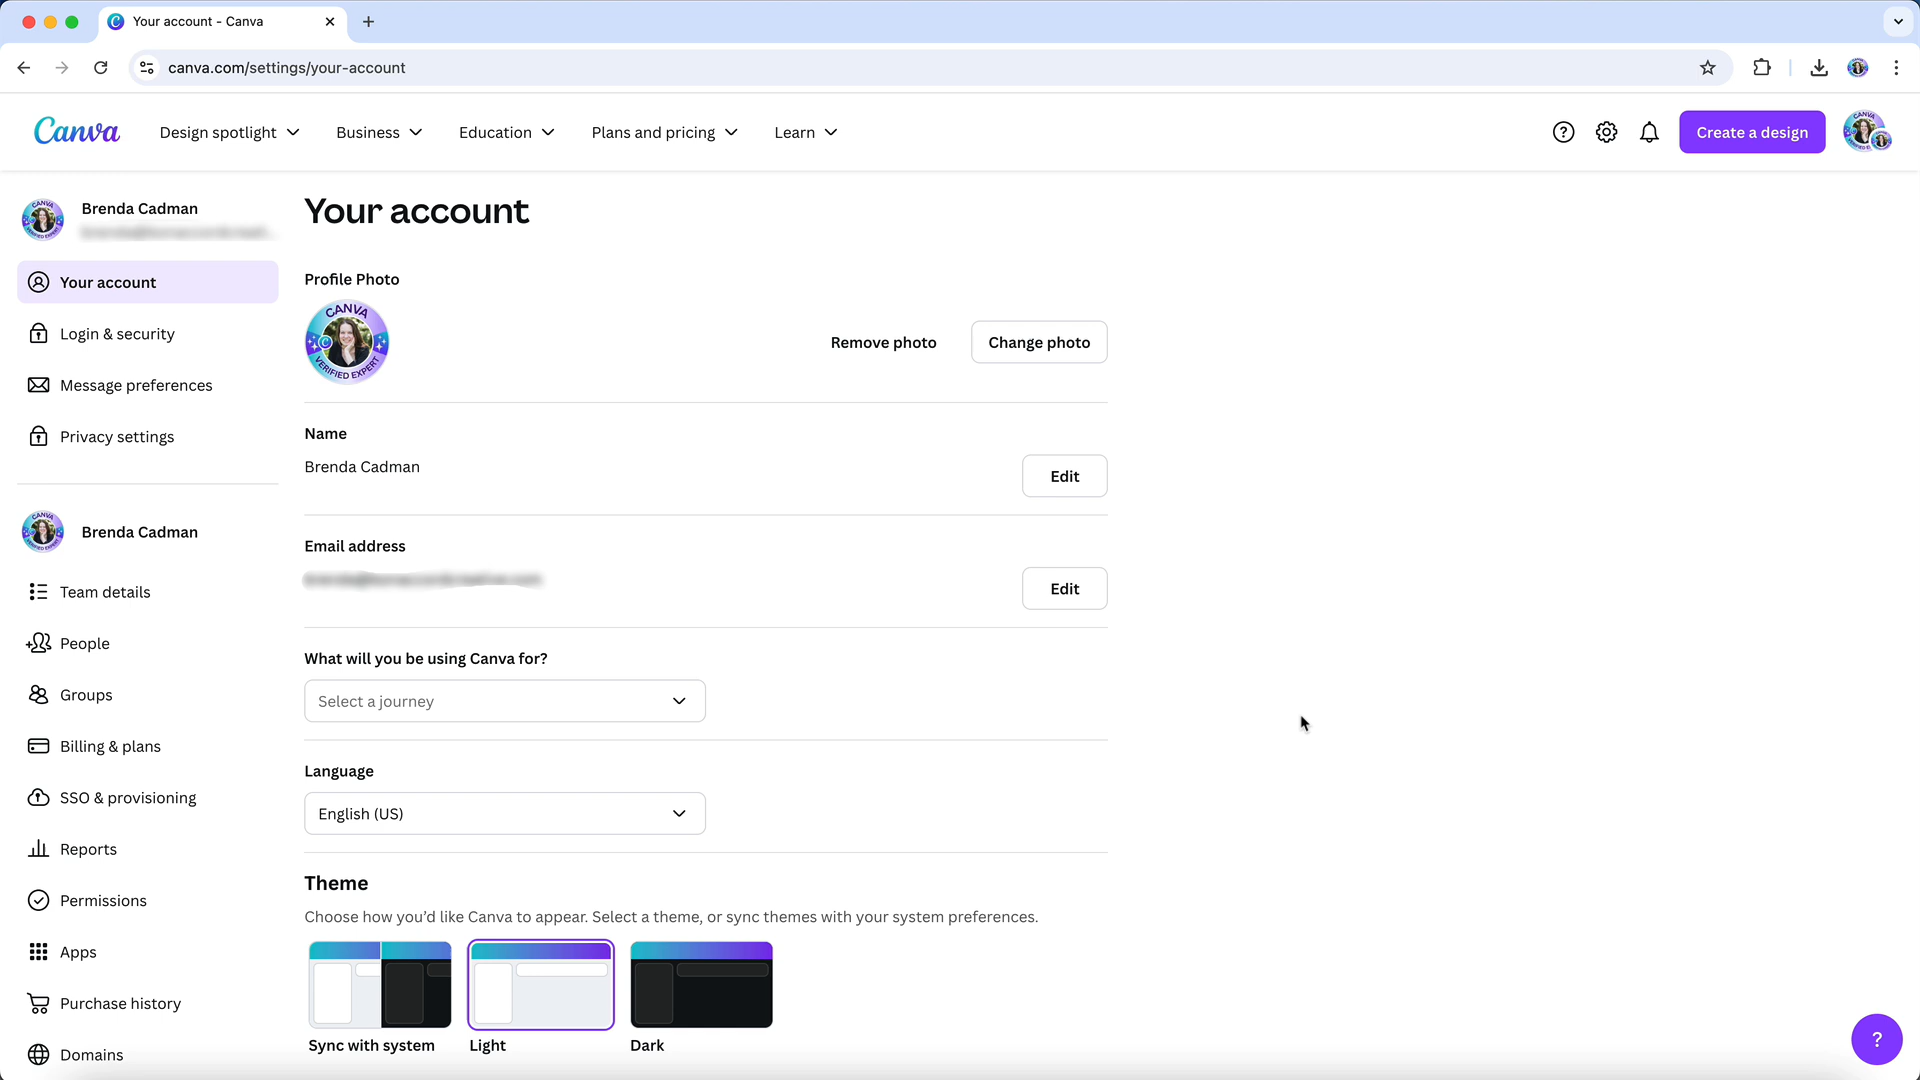 Your account - Canva
canva.com/settings/your-account
Canva
Design spotlight
Business
Education
Plans and pricing
Learn
Create a design
Brenda Cadman
Your account
Login & security
Message preferences
Privacy settings
Brenda Cadman
Team details
People
Groups
Billing & plans
SSO & provisioning
Reports
Permissions
Apps
Purchase history
Domains
Your account
Profile Photo
CANVA
VERIFIED EXPERT
Remove photo
Change photo
Name
Brenda Cadman
Edit
Email address
Edit
What will you be using Canva for?
Select a journey
Language
English (US)
Theme
Choose how you’d like Canva to appear. Select a theme, or sync themes with your system preferences.
Sync with system
Light
Dark
?